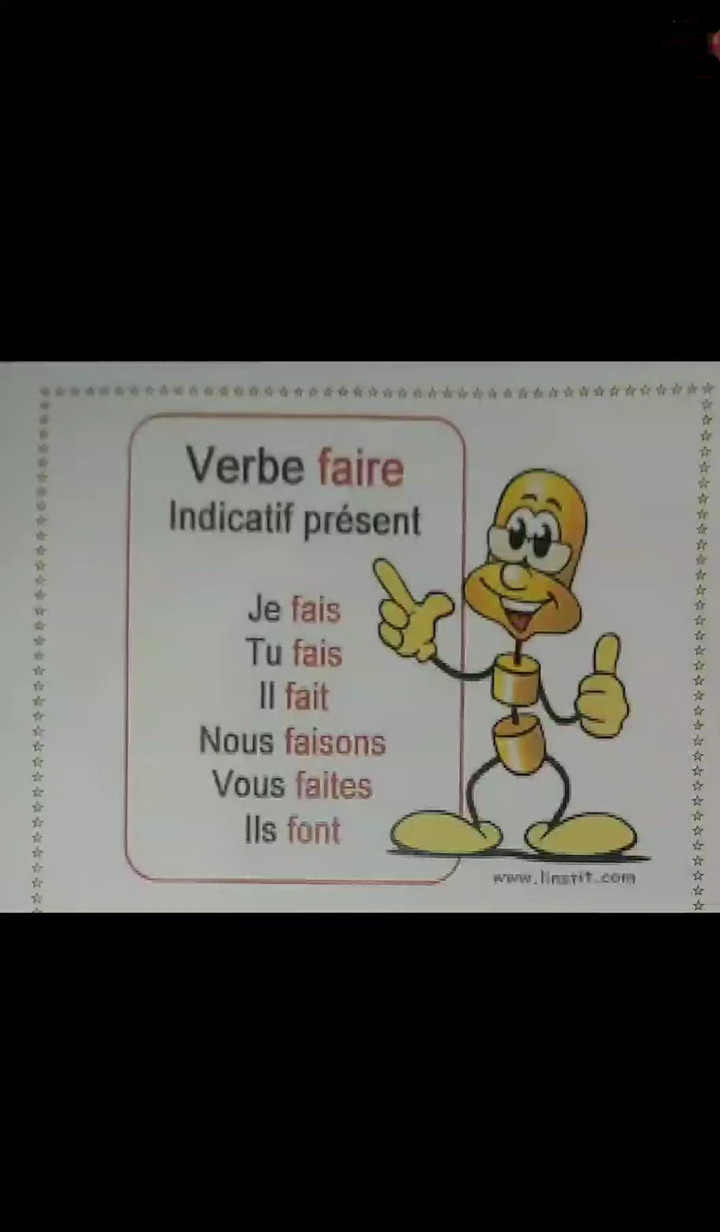 Verbe faire
Indicatif présent
Je fais
Tu fais
Il fait
Nous faisons
Vous faites
Ils font
www.linstit.com